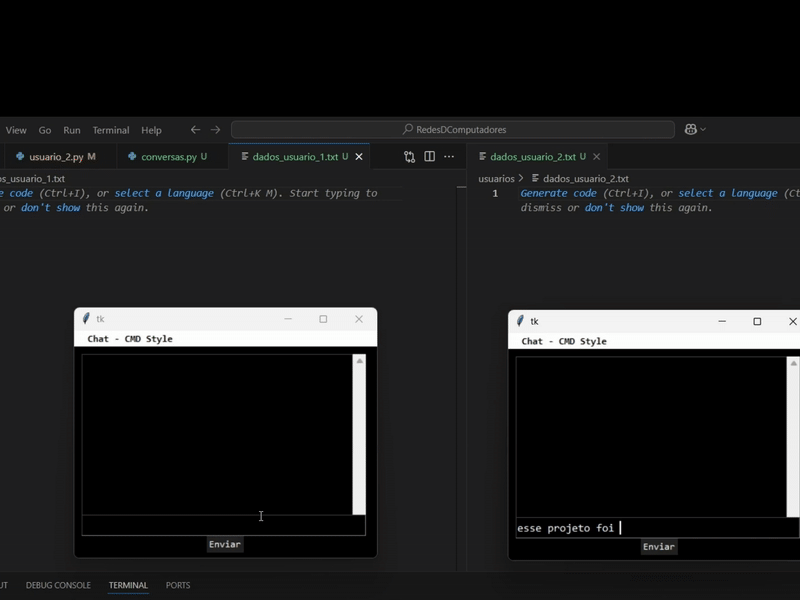 View Go Run Terminal Help
RedesDComputadores
usuario_2.py M
conversas.py U
dados_usuario_1.txt U
dados_usuario_2.txt U
os_usuario_1.txt
usuarios > dados_usuario_2.txt
e code (Ctrl+I), or select a language (Ctrl+K M). Start typing to
or don't show this again.
1 Generate code (Ctrl+I), or select a language (Ct
dismiss or don't show this again.
tk
Chat - CMD Style
Enviar
tk
Chat - CMD Style
esse projeto foi
Enviar
UT DEBUG CONSOLE TERMINAL PORTS